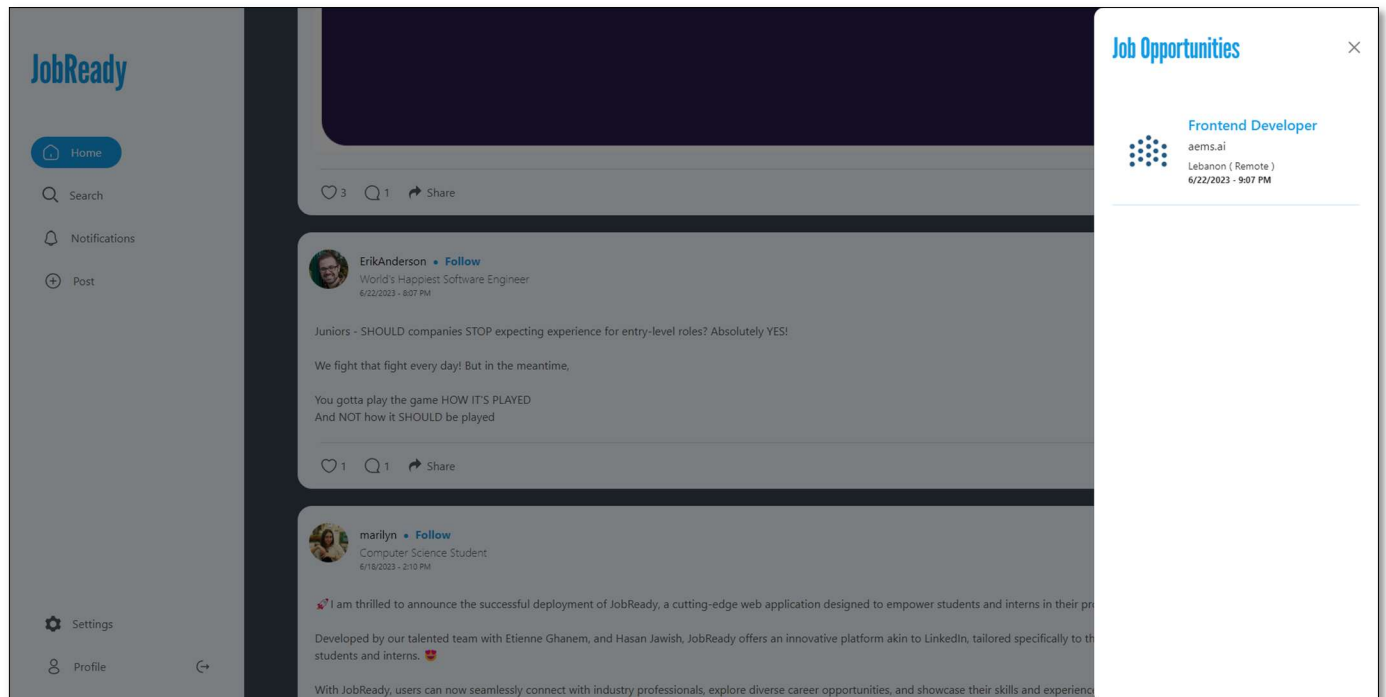 JobReady
Home
Search
Notifications
Post
Settings
Profile
3 1 Share
ErikAnderson • Follow
World's Happiest Software Engineer
6/22/2023 - 8:07 PM
Juniors - SHOULD companies STOP expecting experience for entry-level roles? Absolutely YES!
We fight that fight every day! But in the meantime,
You gotta play the game HOW IT'S PLAYED
And NOT how it SHOULD be played
1 1 Share
marilyn • Follow
Computer Science Student
6/18/2023 - 2:10 PM
🚀 I am thrilled to announce the successful deployment of JobReady, a cutting-edge web application designed to empower students and interns in their pro
Developed by our talented team with Etienne Ghanem, and Hasan Jawish, JobReady offers an innovative platform akin to LinkedIn, tailored specifically to th
students and interns. 😍
With JobReady, users can now seamlessly connect with industry professionals, explore diverse career opportunities, and showcase their skills and experienc
Job Opportunities
Frontend Developer
aems.ai
Lebanon ( Remote )
6/22/2023 - 9:07 PM